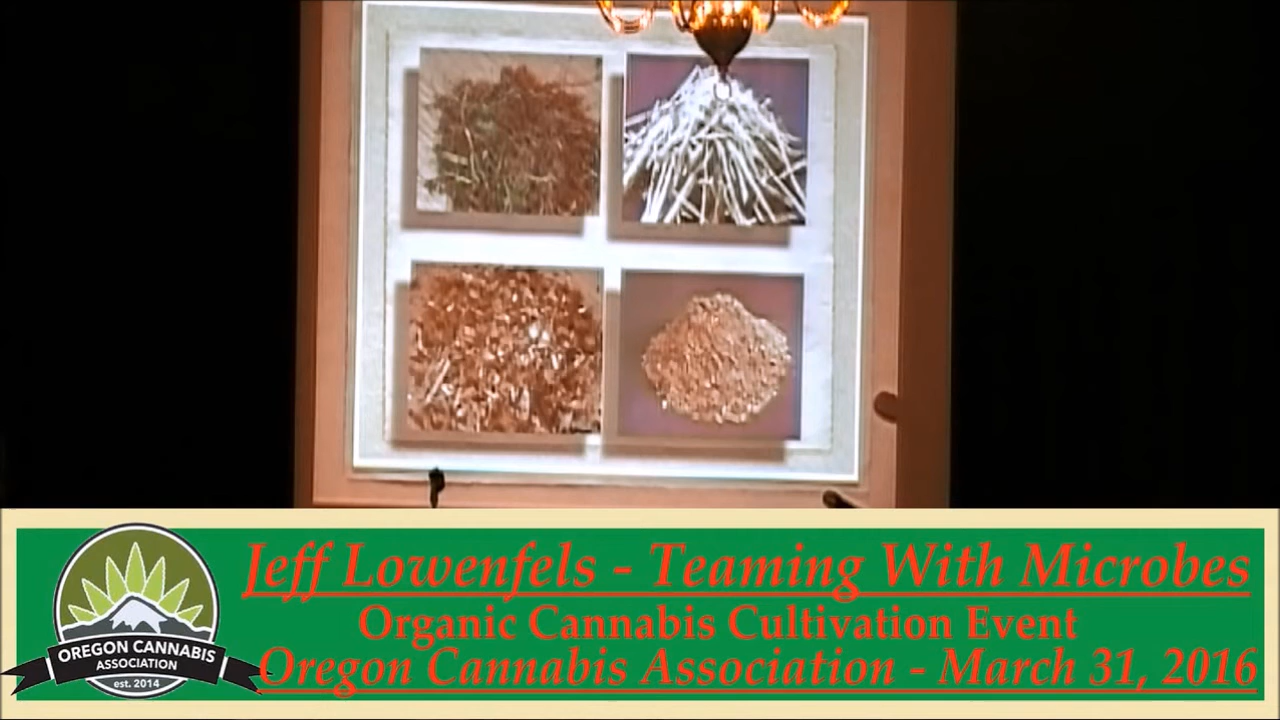 Jeff Lowenfels - Teaming With Microbes
Organic Cannabis Cultivation Event
Oregon Cannabis Association - March 31, 2016
OREGON CANNABIS
ASSOCIATION
est. 2014